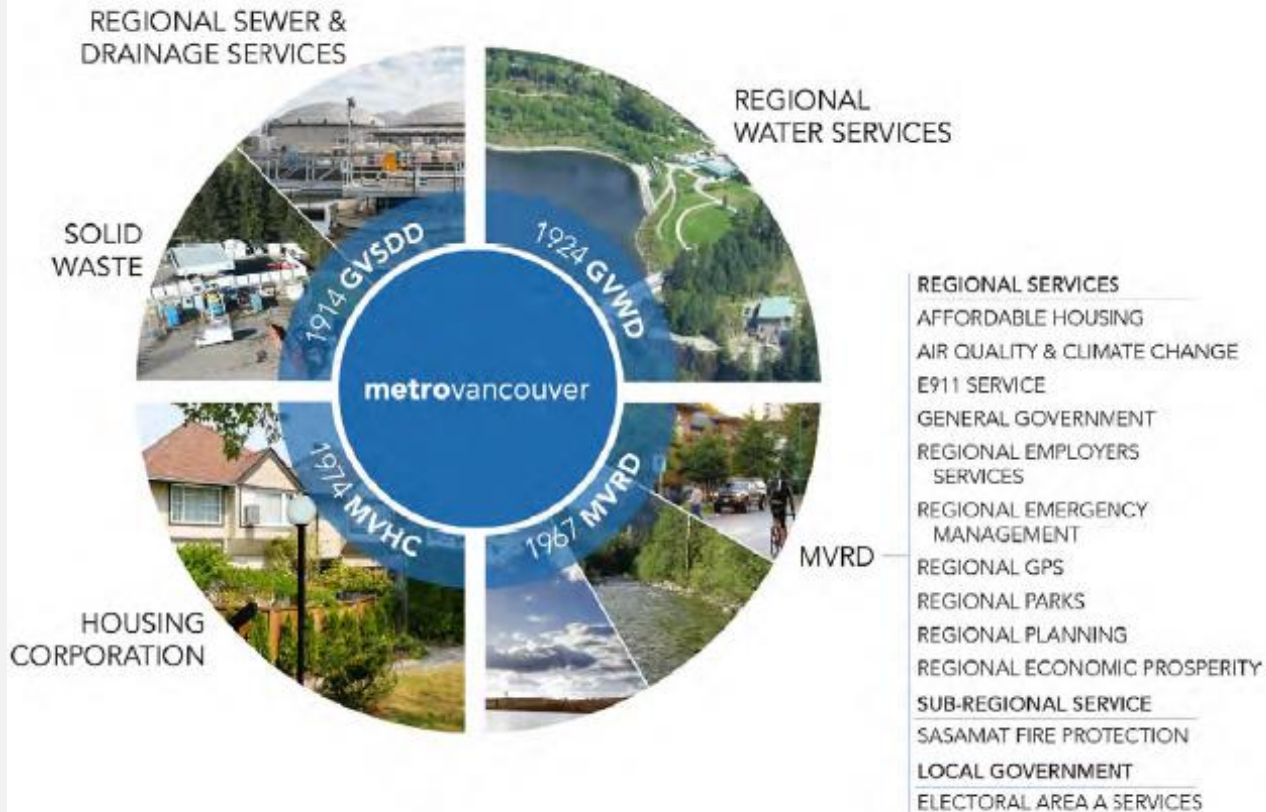 REGIONAL SEWER &
DRAINAGE SERVICES
REGIONAL
WATER SERVICES
SOLID
WASTE
1914 GVSDD
1924 GVWD
metrovancouver
1974 MVHC
1967 MVRD
HOUSING
CORPORATION
MVRD
REGIONAL SERVICES
AFFORDABLE HOUSING
AIR QUALITY & CLIMATE CHANGE
E911 SERVICE
GENERAL GOVERNMENT
REGIONAL EMPLOYERS
SERVICES
REGIONAL EMERGENCY
MANAGEMENT
REGIONAL GPS
REGIONAL PARKS
REGIONAL PLANNING
REGIONAL ECONOMIC PROSPERITY
SUB-REGIONAL SERVICE
SASAMAT FIRE PROTECTION
LOCAL GOVERNMENT
ELECTORAL AREA A SERVICES